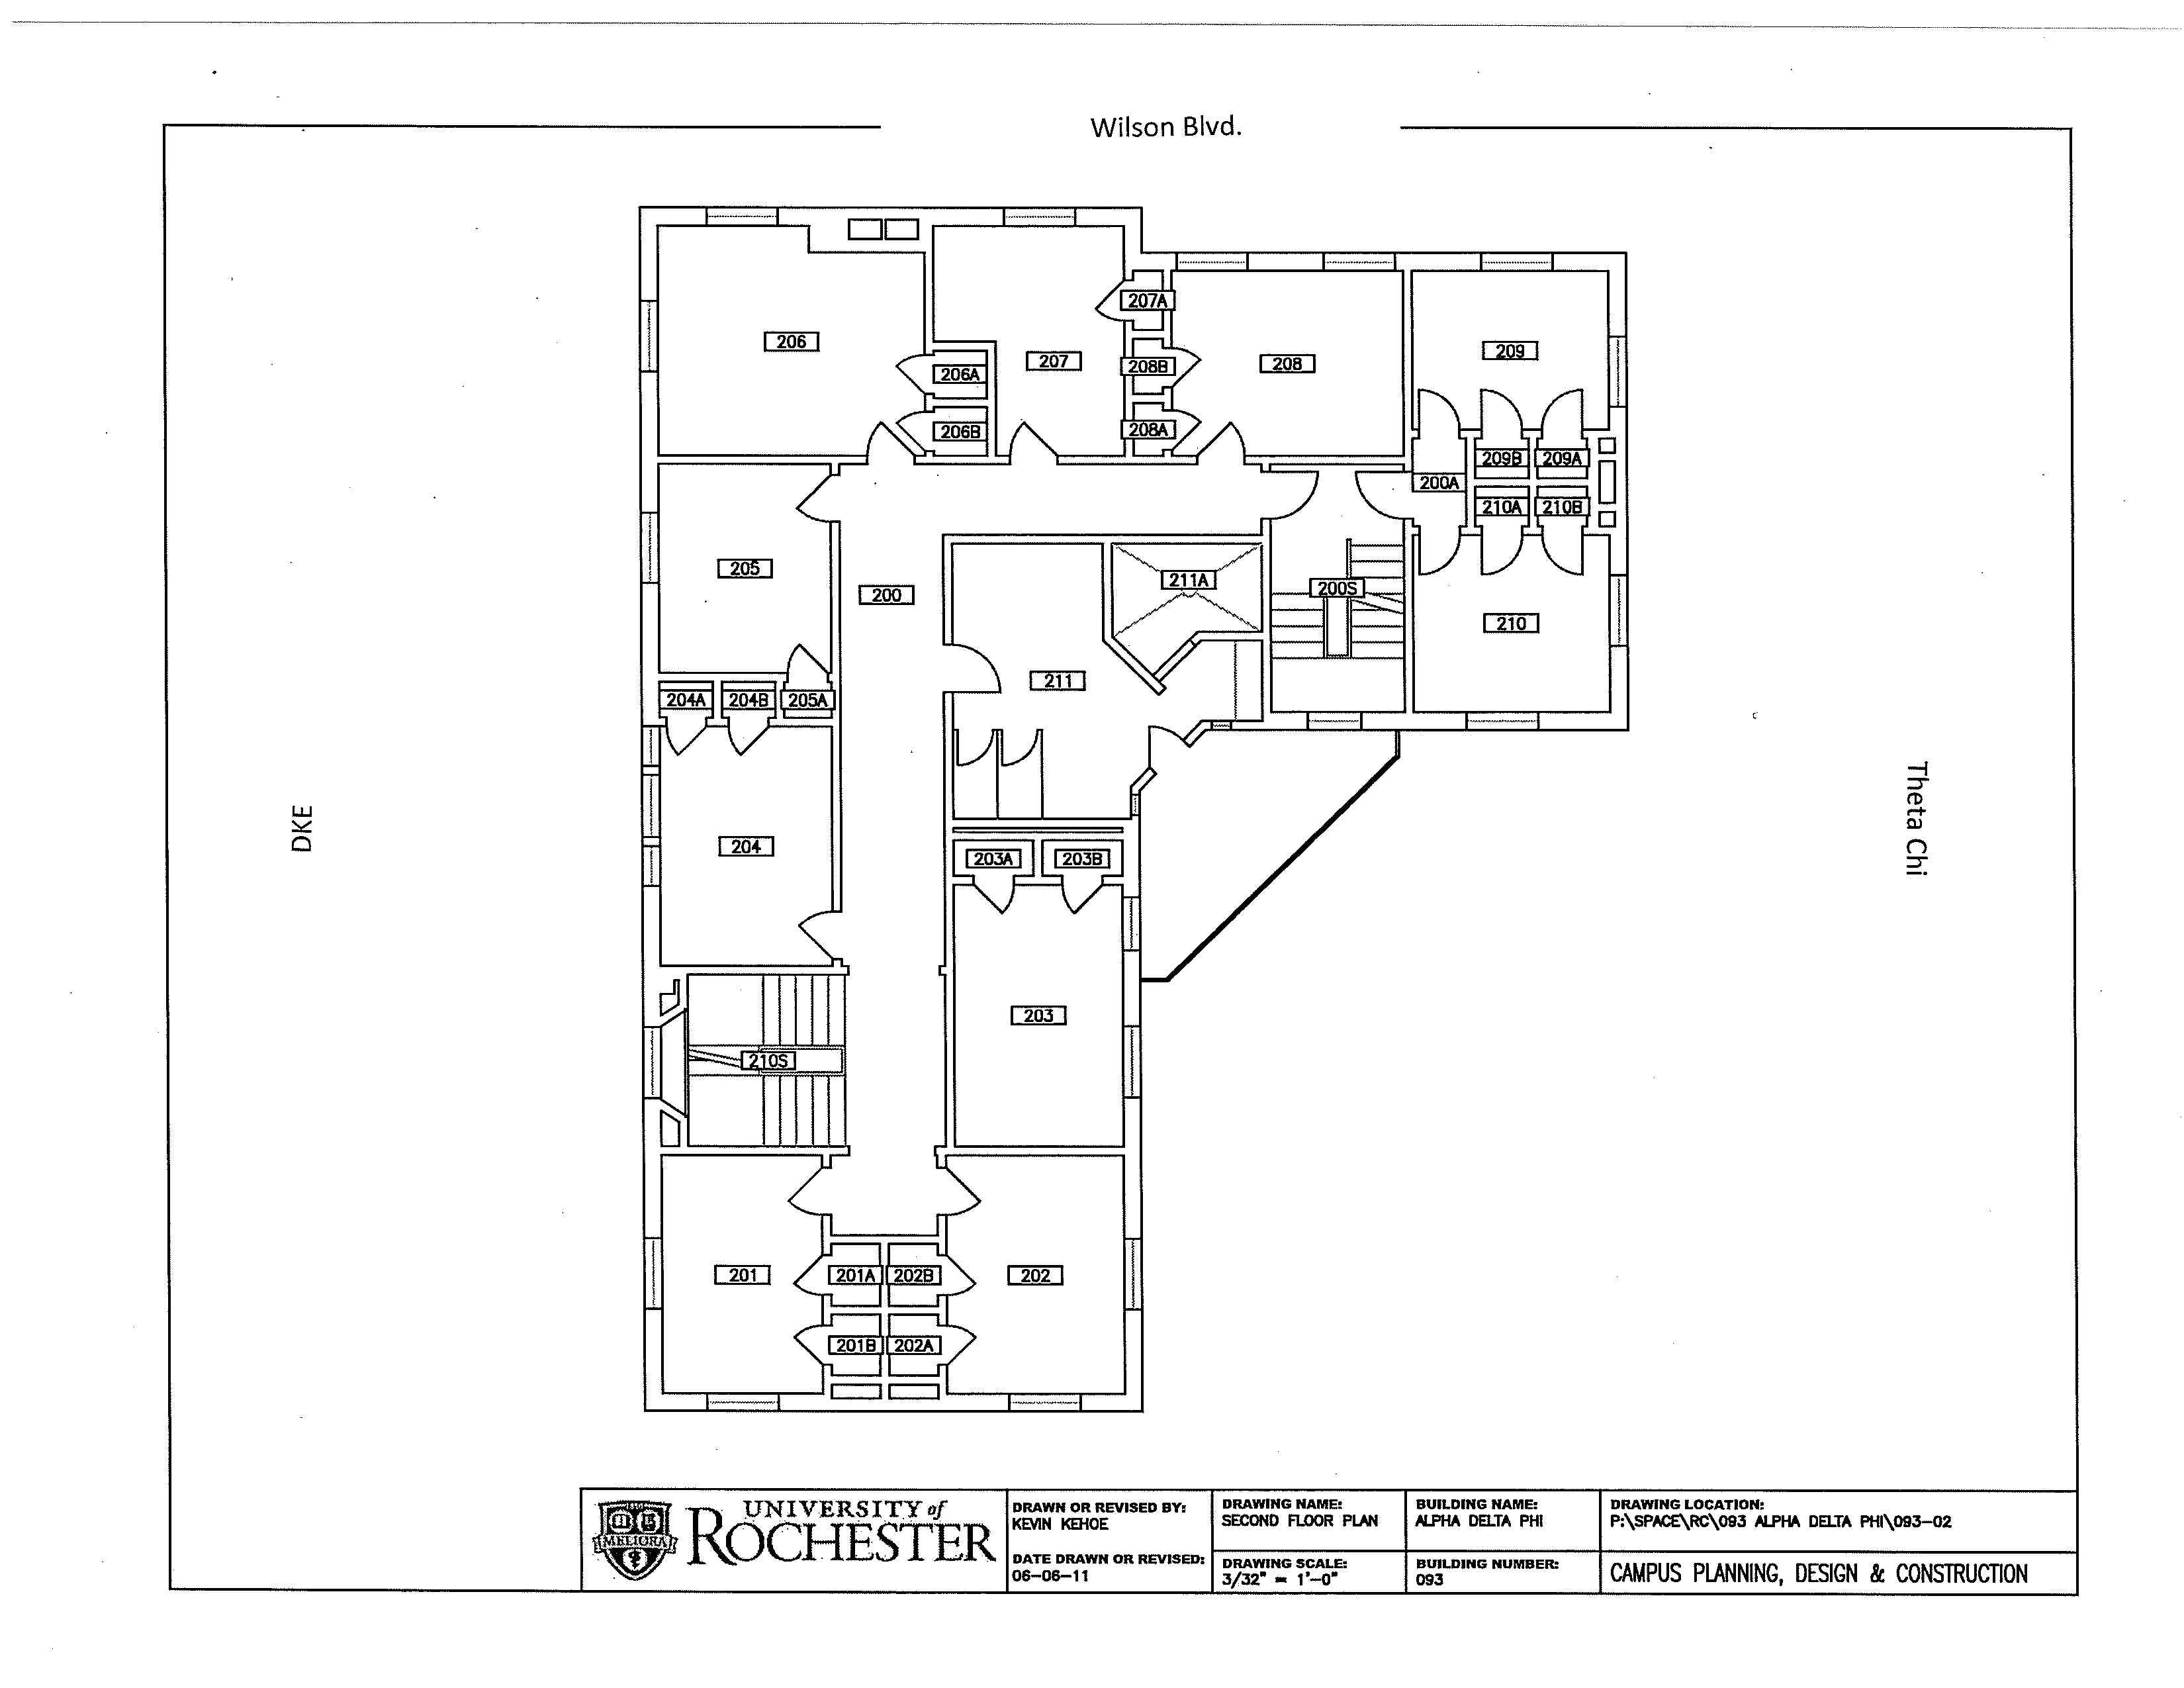 Wilson Blvd.
206
206A
206B
207
207A
208B
208A
208
209
209B
209A
200A
210A
210B
205
200
211A
200S
210
211
204A
204B
205A
DKE
Theta Chi
204
203A
203B
203
210S
201
201A
202B
202
201B
202A
MELIORA
UNIVERSITY of
ROCHESTER
DRAWN OR REVISED BY:
KEVIN KEHOE
DATE DRAWN OR REVISED:
06-06-11
DRAWING NAME:
SECOND FLOOR PLAN
DRAWING SCALE:
3/32" = 1'-0"
BUILDING NAME:
ALPHA DELTA PHI
BUILDING NUMBER:
093
DRAWING LOCATION:
P:\SPACE\RC\093 ALPHA DELTA PHI\093-02
CAMPUS PLANNING, DESIGN & CONSTRUCTION